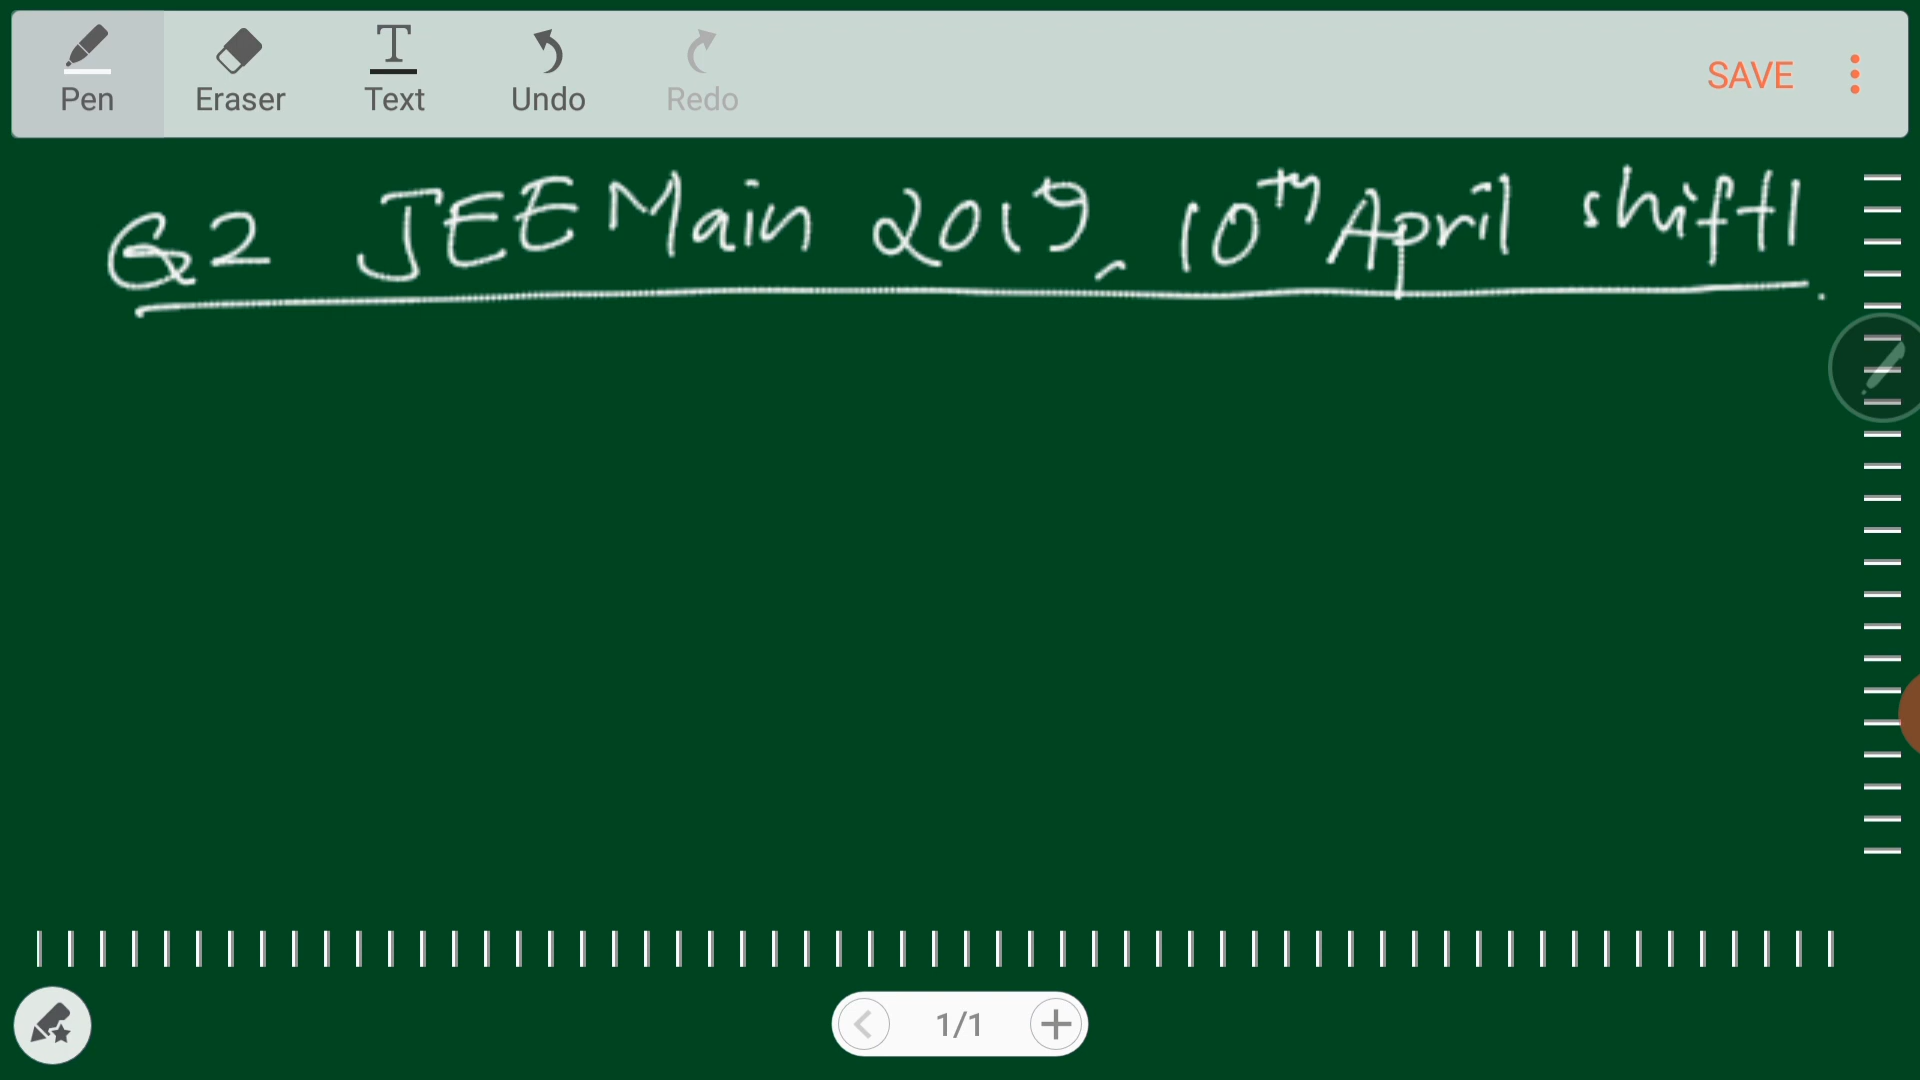 Pen Eraser Text Undo Redo SAVE
Q2 JEE Main 2019, 10th April shift1.
1/1